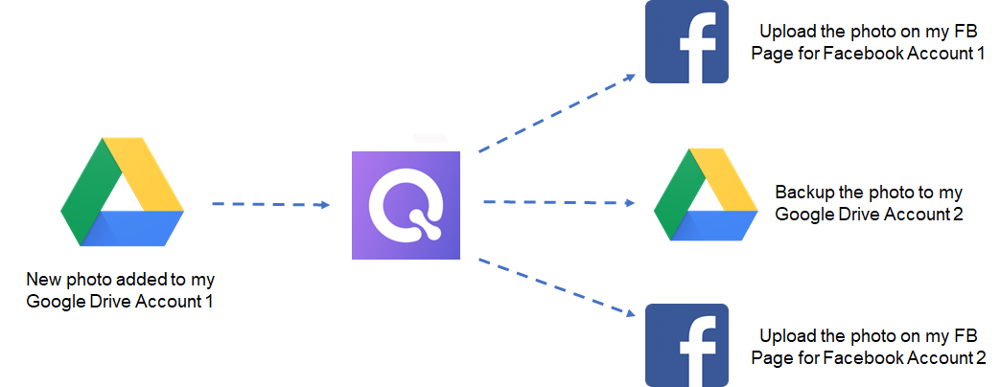 Upload the photo on my FB
Page for Facebook Account 1
Backup the photo to my
Google Drive Account 2
New photo added to my
Google Drive Account 1
Upload the photo on my FB
Page for Facebook Account 2